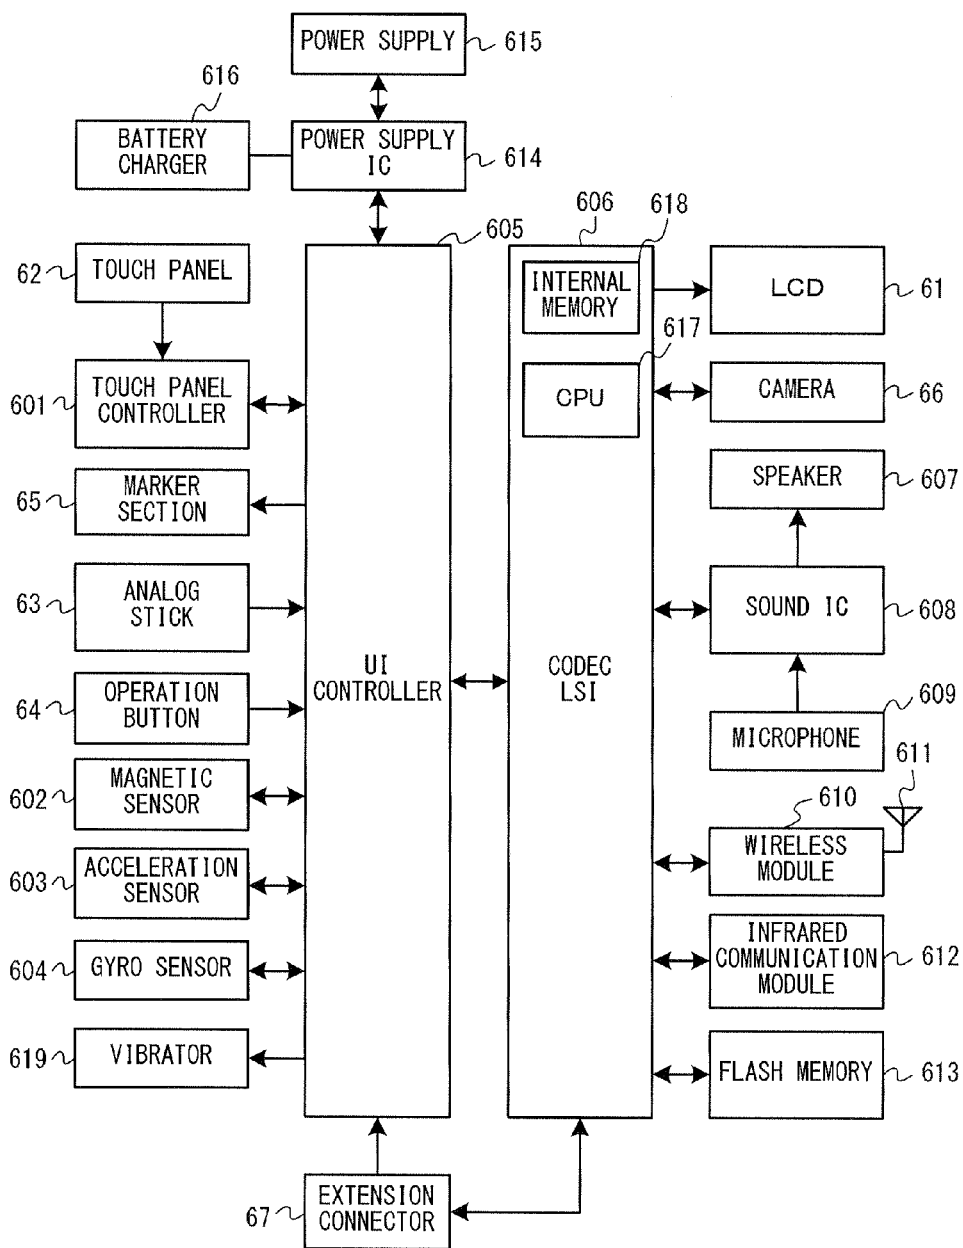 POWER SUPPLY
615
616
BATTERY
CHARGER
POWER SUPPLY
IC
614
605
606
618
62
TOUCH PANEL
INTERNAL
MEMORY
LCD
61
617
601
TOUCH PANEL
CONTROLLER
CPU
CAMERA
66
65
MARKER
SECTION
SPEAKER
607
63
ANALOG
STICK
SOUND IC
608
UI
CONTROLLER
CODEC
LSI
64
OPERATION
BUTTON
609
MICROPHONE
611
602
MAGNETIC
SENSOR
610
WIRELESS
MODULE
603
ACCELERATION
SENSOR
INFRARED
COMMUNICATION
MODULE
612
604
GYRO SENSOR
619
VIBRATOR
FLASH MEMORY
613
67
EXTENSION
CONNECTOR